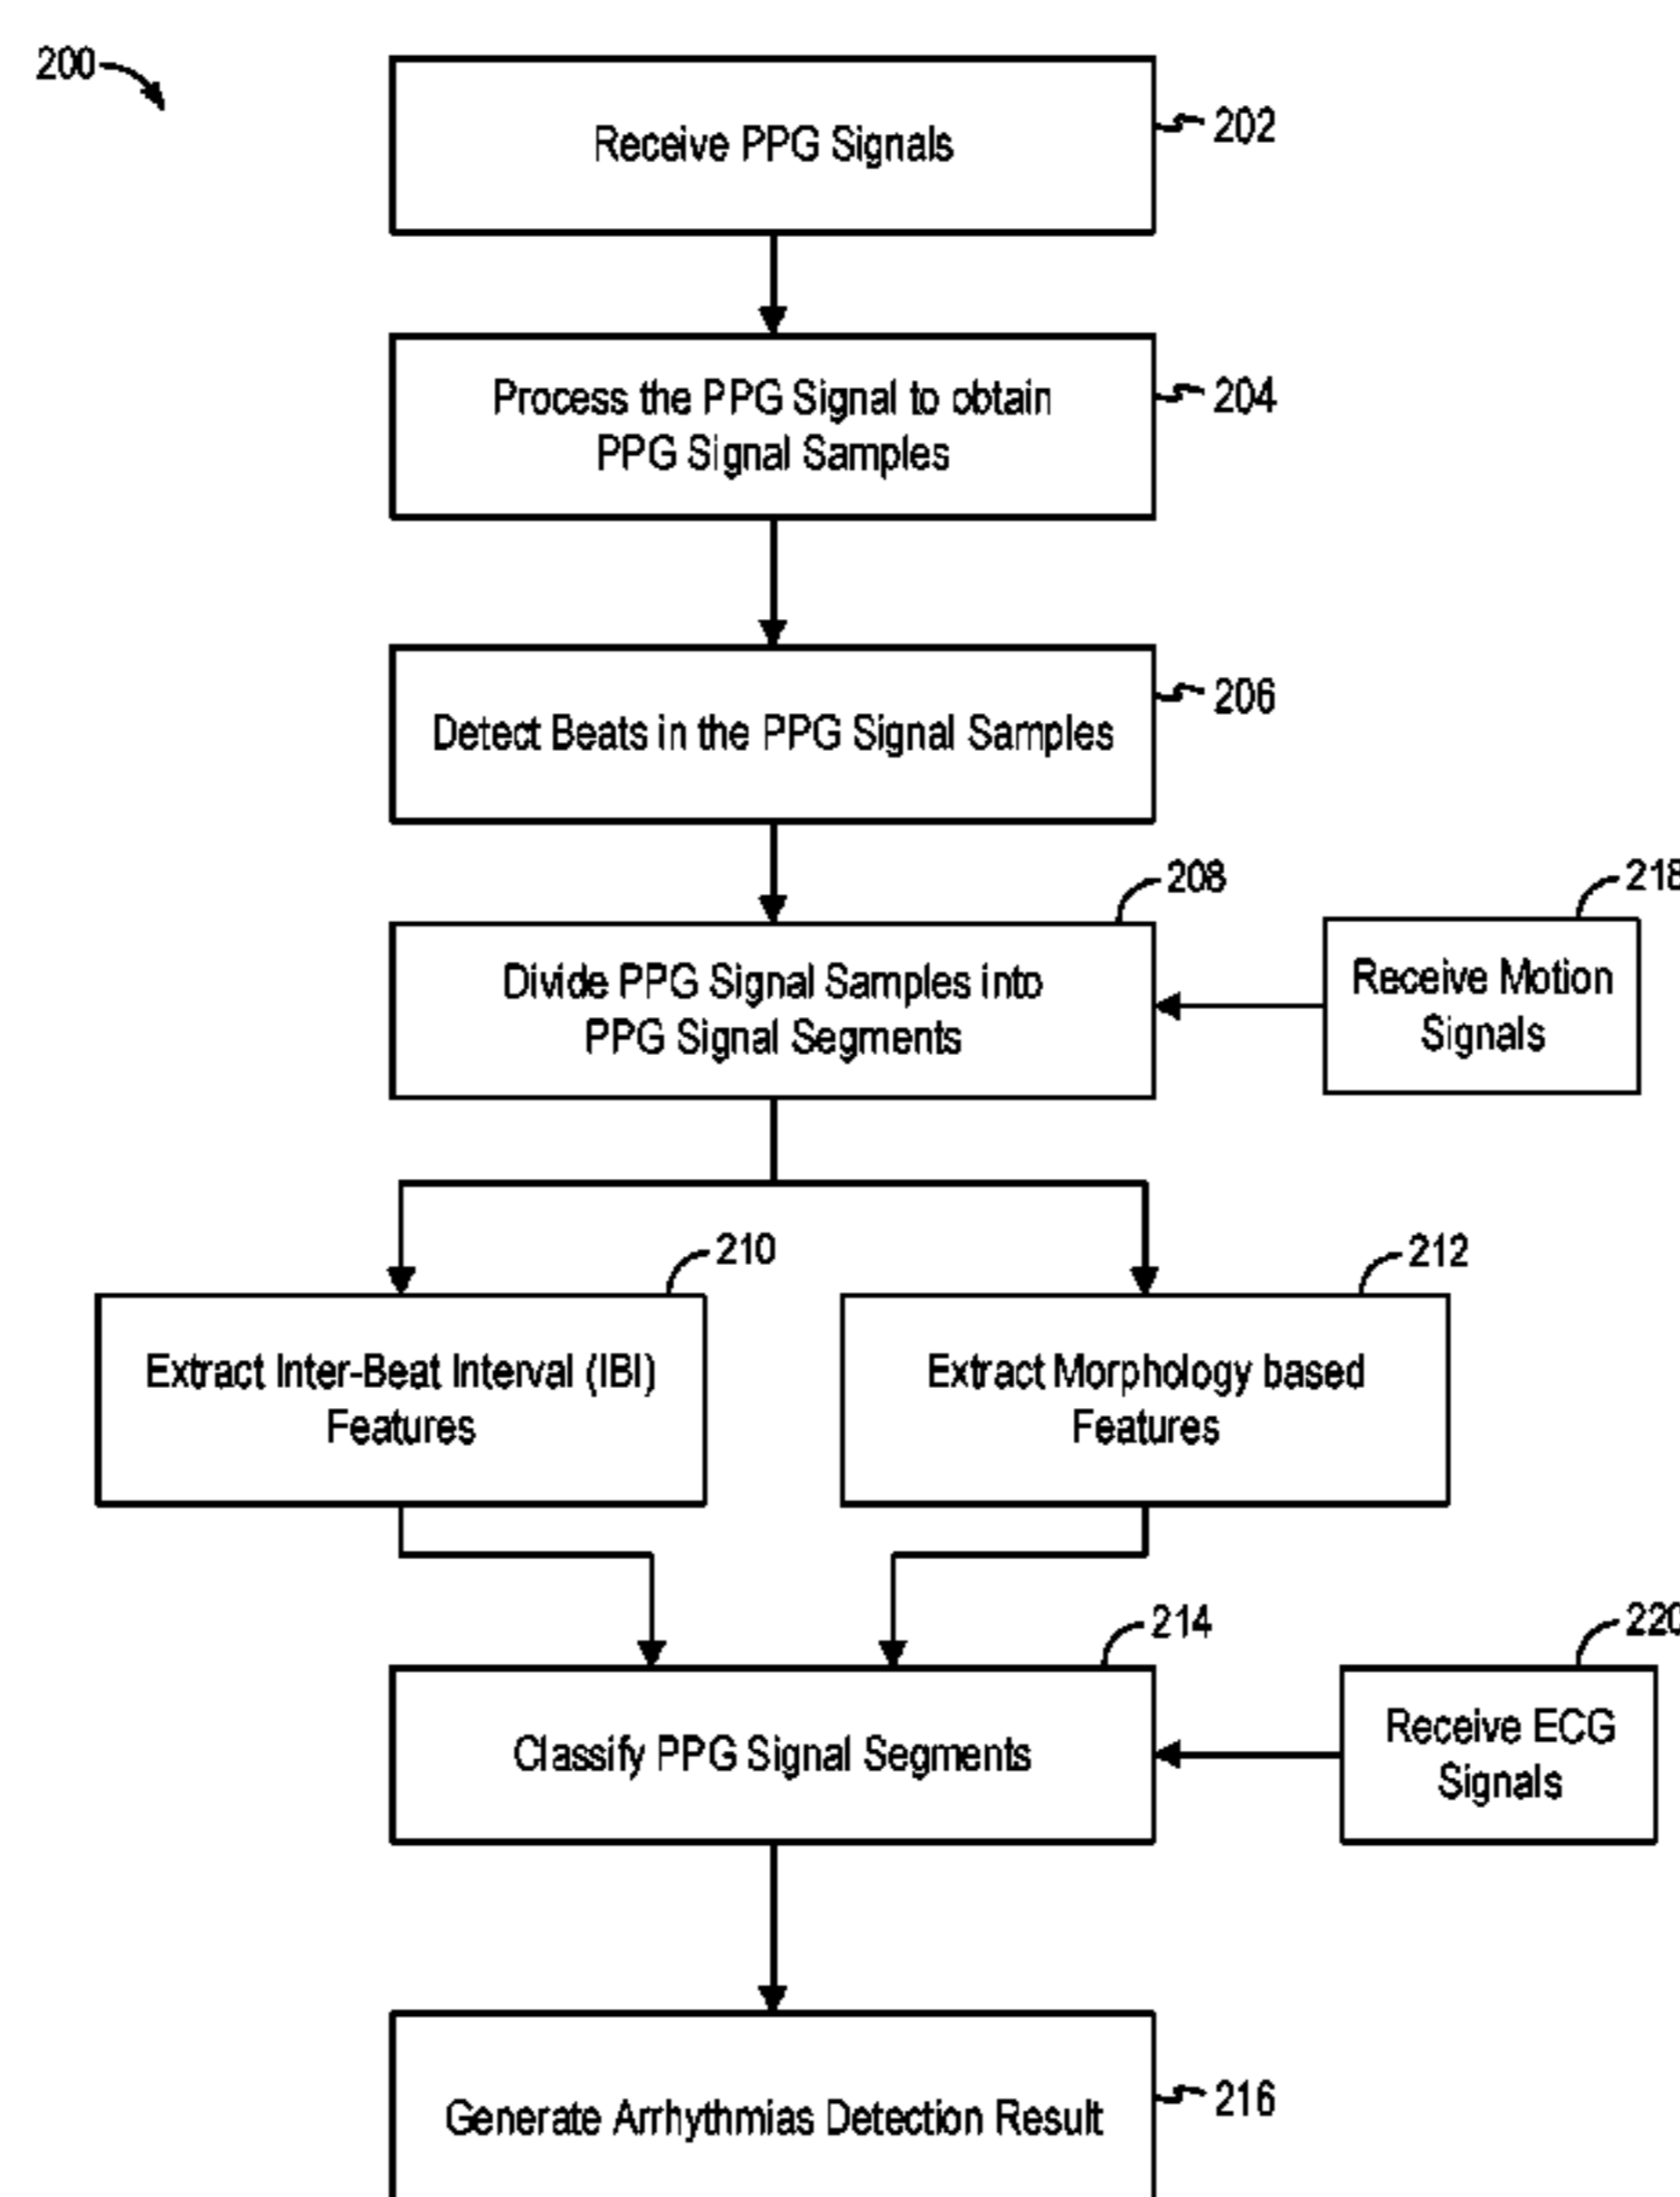 200
Receive PPG Signals
202
Process the PPG Signal to obtain
PPG Signal Samples
204
Detect Beats in the PPG Signal Samples
206
208
Divide PPG Signal Samples into
PPG Signal Segments
218
Receive Motion
Signals
210
Extract Inter-Beat Interval (IBI)
Features
212
Extract Morphology based
Features
214
Classify PPG Signal Segments
220
Receive ECG
Signals
Generate Arrhythmias Detection Result
216